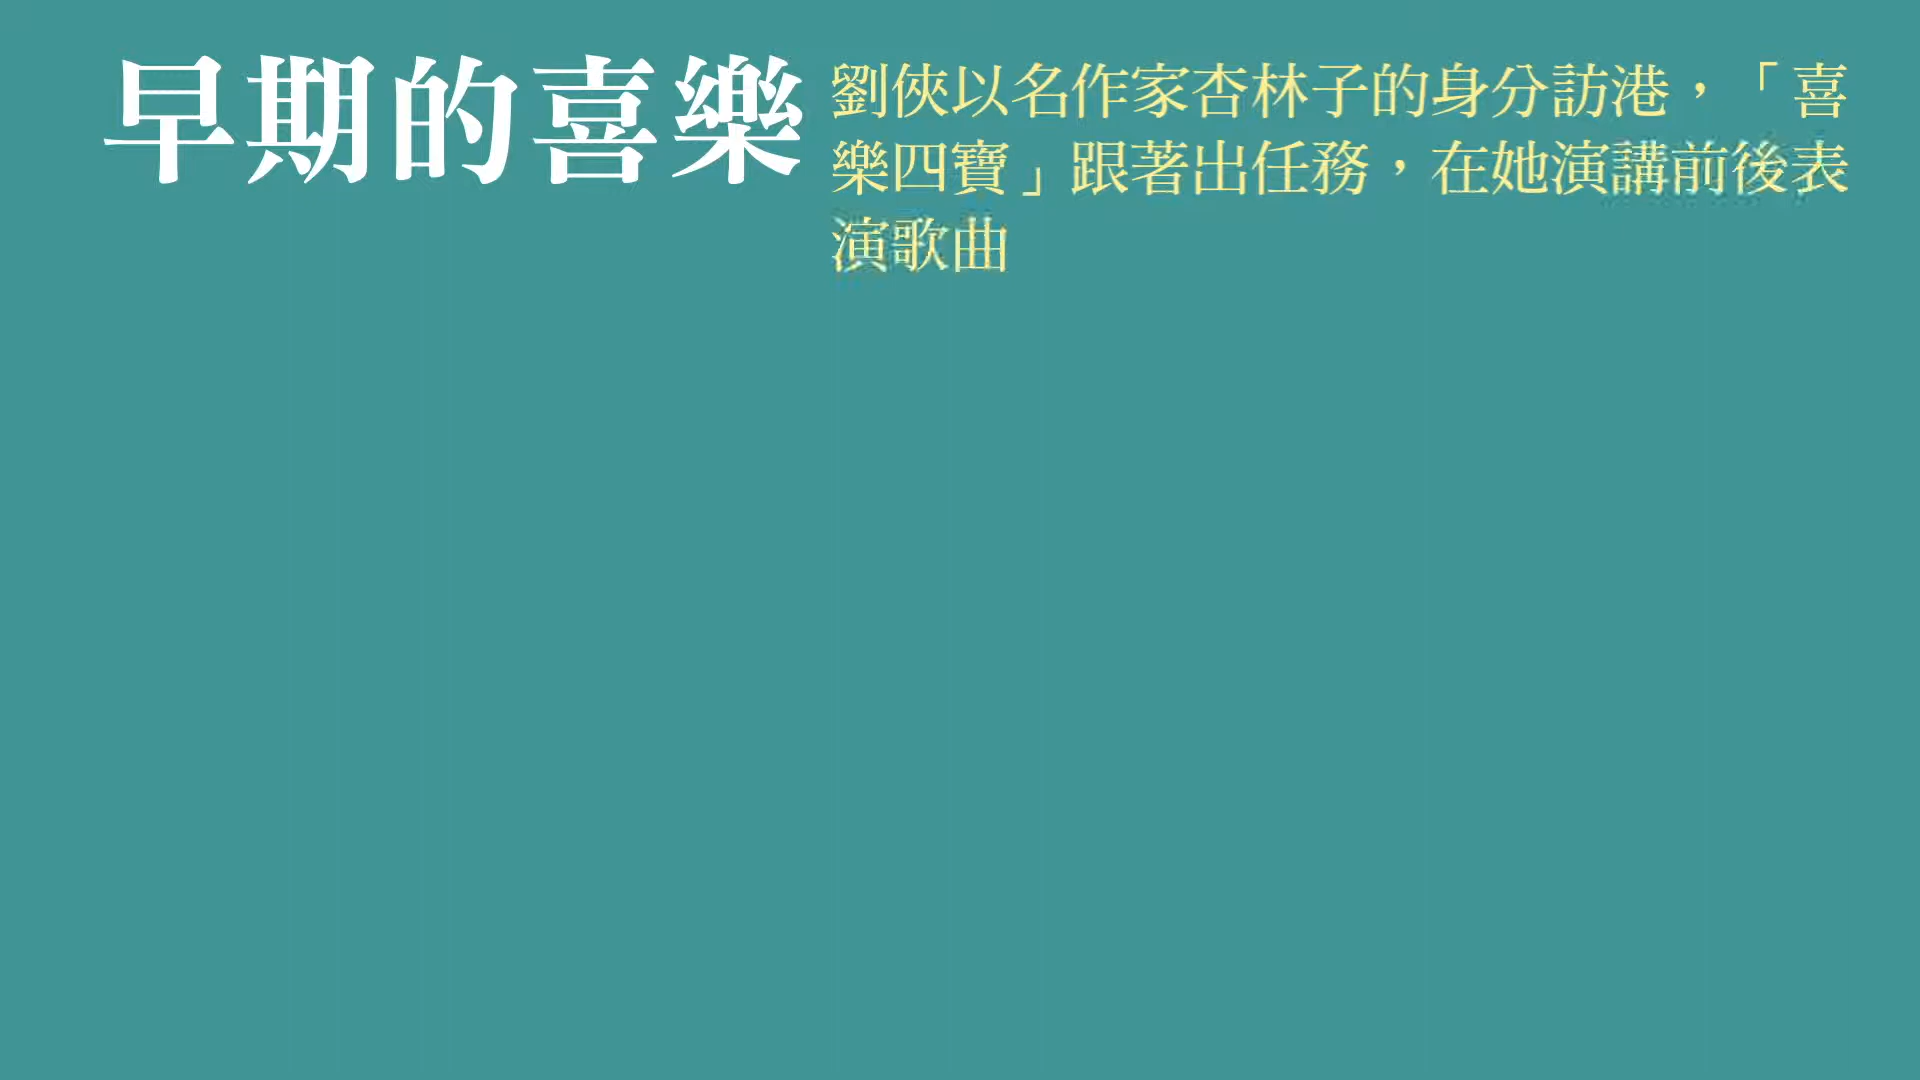 早期的喜樂
劉俠以名作家杏林子的身分訪港，「喜
樂四寶」跟著出任務，在她演講前後表
演歌曲